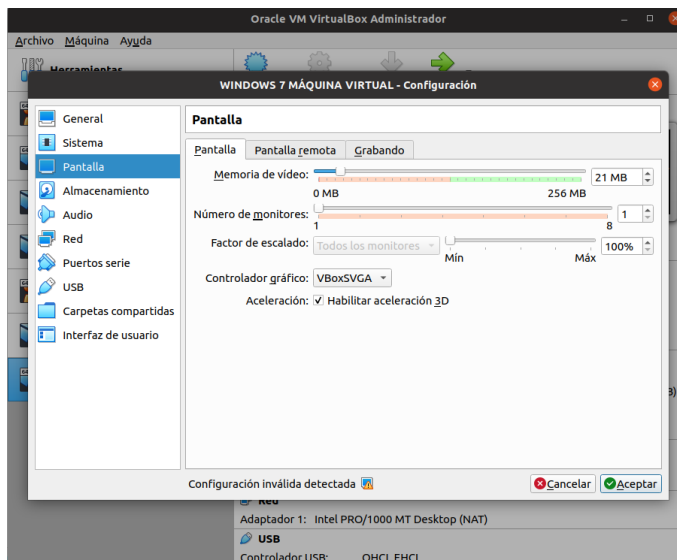 Oracle VM VirtualBox Administrador
Archivo Máquina Ayuda
Herramientas
WINDOWS 7 MÁQUINA VIRTUAL - Configuración
General
Sistema
Pantalla
Almacenamiento
Audio
Red
Puertos serie
USB
Carpetas compartidas
Interfaz de usuario
Pantalla
Pantalla Pantalla remota Grabando
Memoria de vídeo: 21 MB
0 MB 256 MB
Número de monitores: 1
1 8
Factor de escalado: Todos los monitores 100%
Mín Máx
Controlador gráfico: VBoxSVGA
Aceleración: Habilitar aceleración 3D
Configuración inválida detectada Cancelar Aceptar
Red
Adaptador 1: Intel PRO/1000 MT Desktop (NAT)
USB
Controlador USB: OHCI, EHCI